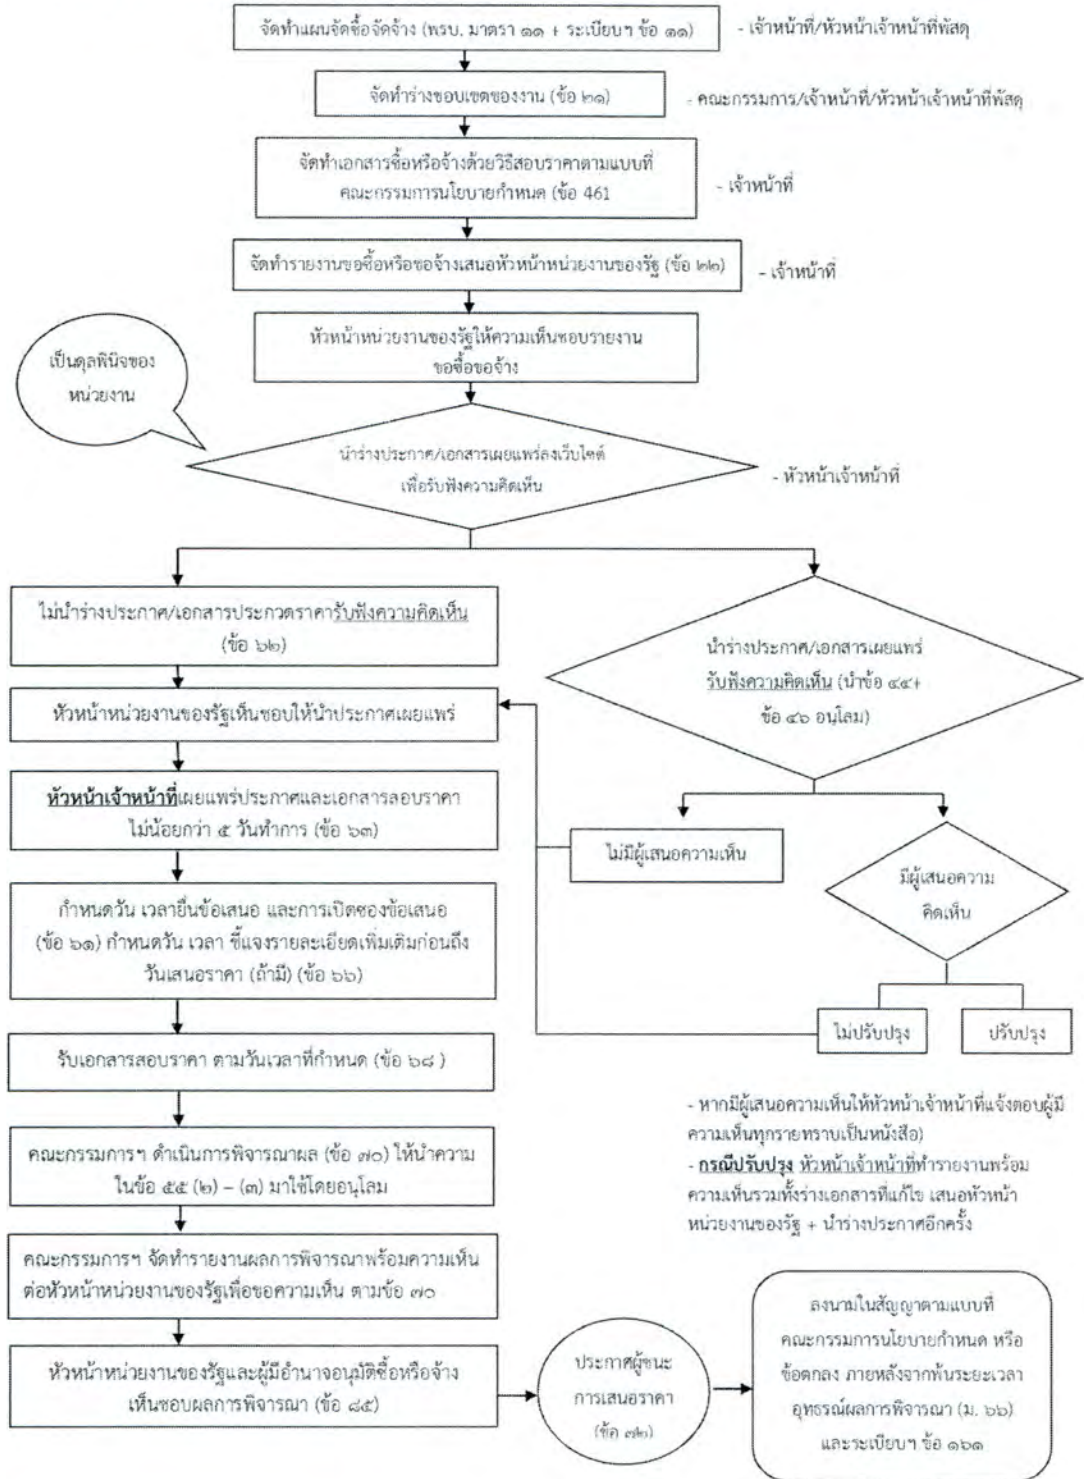 จัดทำแผนจัดซื้อจัดจ้าง (พรบ. มาตรา ๑๑ + ระเบียบฯ ข้อ ๑๑)
- เจ้าหน้าที่/หัวหน้าเจ้าหน้าที่พัสดุ
จัดทำร่างขอบเขตของงาน (ข้อ ๒๑)
- คณะกรรมการ/เจ้าหน้าที่/หัวหน้าเจ้าหน้าที่พัสดุ
จัดทำเอกสารซื้อหรือจ้างด้วยวิธีสอบราคาตามแบบที่
คณะกรรมการนโยบายกำหนด (ข้อ 461
- เจ้าหน้าที่
จัดทำรายงานขอซื้อหรือขอจ้างเสนอหัวหน้าหน่วยงานของรัฐ (ข้อ ๒๒)
- เจ้าหน้าที่
หัวหน้าหน่วยงานของรัฐให้ความเห็นชอบรายงาน
ขอซื้อขอจ้าง
เป็นดุลพินิจของ
หน่วยงาน
นำร่างประกาศ/เอกสารเผยแพร่ลงเว็บไซต์
เพื่อรับฟังความคิดเห็น
- หัวหน้าเจ้าหน้าที่
ไม่นำร่างประกาศ/เอกสารประกวดราคารับฟังความคิดเห็น
(ข้อ ๖๒)
หัวหน้าหน่วยงานของรัฐเห็นชอบให้นำประกาศเผยแพร่
หัวหน้าเจ้าหน้าที่เผยแพร่ประกาศและเอกสารสอบราคา
ไม่น้อยกว่า ๕ วันทำการ (ข้อ ๖๓)
กำหนดวัน เวลายื่นข้อเสนอ และการเปิดซองข้อเสนอ
(ข้อ ๖๑) กำหนดวัน เวลา ชี้แจงรายละเอียดเพิ่มเติมก่อนถึง
วันเสนอราคา (ถ้ามี) (ข้อ ๖๖)
รับเอกสารสอบราคา ตามวันเวลาที่กำหนด (ข้อ ๖๘ )
คณะกรรมการฯ ดำเนินการพิจารณาผล (ข้อ ๗๐) ให้นำความ
ในข้อ ๕๕ (๒) – (๓) มาใช้โดยอนุโลม
คณะกรรมการฯ จัดทำรายงานผลการพิจารณาพร้อมความเห็น
ต่อหัวหน้าหน่วยงานของรัฐเพื่อขอความเห็น ตามข้อ ๗๐
หัวหน้าหน่วยงานของรัฐและผู้มีอำนาจอนุมัติซื้อหรือจ้าง
เห็นชอบผลการพิจารณา (ข้อ ๘๕)
นำร่างประกาศ/เอกสารเผยแพร่
รับฟังความคิดเห็น (นำข้อ ๔๕+
ข้อ ๔๖ อนุโลม)
ไม่มีผู้เสนอความเห็น
มีผู้เสนอความ
คิดเห็น
ไม่ปรับปรุง
ปรับปรุง
- หากมีผู้เสนอความเห็นให้หัวหน้าเจ้าหน้าที่แจ้งตอบผู้มี
ความเห็นทุกรายทราบเป็นหนังสือ)
- กรณีปรับปรุง หัวหน้าเจ้าหน้าที่ทำรายงานพร้อม
ความเห็นรวมทั้งร่างเอกสารที่แก้ไข เสนอหัวหน้า
หน่วยงานของรัฐ + นำร่างประกาศอีกครั้ง
ประกาศผู้ชนะ
การเสนอราคา
(ข้อ ๗๒)
ลงนามในสัญญาตามแบบที่
คณะกรรมการนโยบายกำหนด หรือ
ข้อตกลง ภายหลังจากพ้นระยะเวลา
อุทธรณ์ผลการพิจารณา (ม. ๖๖)
และระเบียบฯ ข้อ ๑๖๑